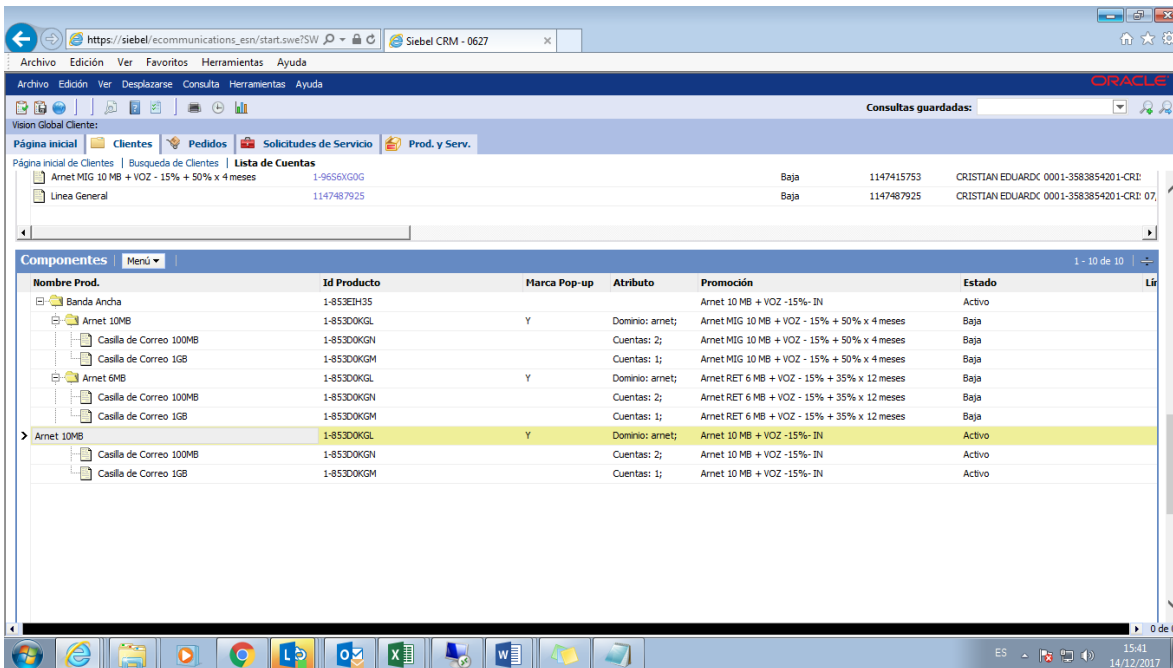 https://siebel/ecommunications_esn/start.swe?SW
Siebel CRM - 0627
Archivo Edición Ver Favoritos Herramientas Ayuda
Archivo Edición Ver Desplazarse Consulta Herramientas Ayuda
ORACLE
Consultas guardadas:
Vision Global Cliente:
Página inicial Clientes Pedidos Solicitudes de Servicio Prod. y Serv.
Página inicial de Clientes | Busqueda de Clientes | Lista de Cuentas
Arnet MIG 10 MB + VOZ - 15% + 50% x 4 meses 1-96S6XG0G Baja 1147415753 CRISTIAN EDUARDO 0001-3583854201-CRI:
Linea General 1147487925 Baja 1147487925 CRISTIAN EDUARDO 0001-3583854201-CRI: 07,
Componentes | Menú | 1 - 10 de 10
Nombre Prod. Id Producto Marca Pop-up Atributo Promoción Estado Lín
Banda Ancha 1-853EIH35 Arnet 10 MB + VOZ -15%- IN Activo
Arnet 10MB 1-853D0KGL Y Dominio: arnet; Arnet MIG 10 MB + VOZ - 15% + 50% x 4 meses Baja
Casilla de Correo 100MB 1-853D0KGN Cuentas: 2; Arnet MIG 10 MB + VOZ - 15% + 50% x 4 meses Baja
Casilla de Correo 1GB 1-853D0KGM Cuentas: 1; Arnet MIG 10 MB + VOZ - 15% + 50% x 4 meses Baja
Arnet 6MB 1-853D0KGL Y Dominio: arnet; Arnet RET 6 MB + VOZ - 15% + 35% x 12 meses Baja
Casilla de Correo 100MB 1-853D0KGN Cuentas: 2; Arnet RET 6 MB + VOZ - 15% + 35% x 12 meses Baja
Casilla de Correo 1GB 1-853D0KGM Cuentas: 1; Arnet RET 6 MB + VOZ - 15% + 35% x 12 meses Baja
Arnet 10MB 1-853D0KGL Y Dominio: arnet; Arnet 10 MB + VOZ -15%- IN Activo
Casilla de Correo 100MB 1-853D0KGN Cuentas: 2; Arnet 10 MB + VOZ -15%- IN Activo
Casilla de Correo 1GB 1-853D0KGM Cuentas: 1; Arnet 10 MB + VOZ -15%- IN Activo
0 de
ES 15:41
14/12/2017